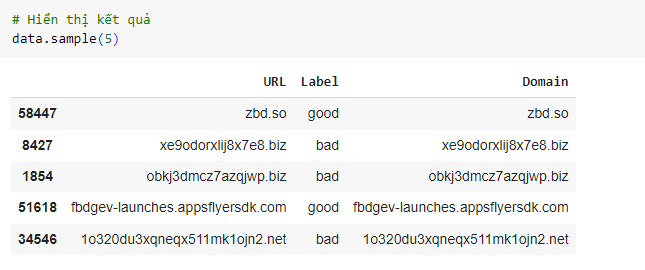 # Hiển thị kết quả
data.sample(5)
URL Label Domain
58447 zbd.so good zbd.so
8427 xe9odorxlij8x7e8.biz bad xe9odorxlij8x7e8.biz
1854 obkj3dmcz7azqjwp.biz bad obkj3dmcz7azqjwp.biz
51618 fbdgev-launches.appsflyersdk.com good fbdgev-launches.appsflyersdk.com
34546 1o320du3xqneqx511mk1ojn2.net bad 1o320du3xqneqx511mk1ojn2.net